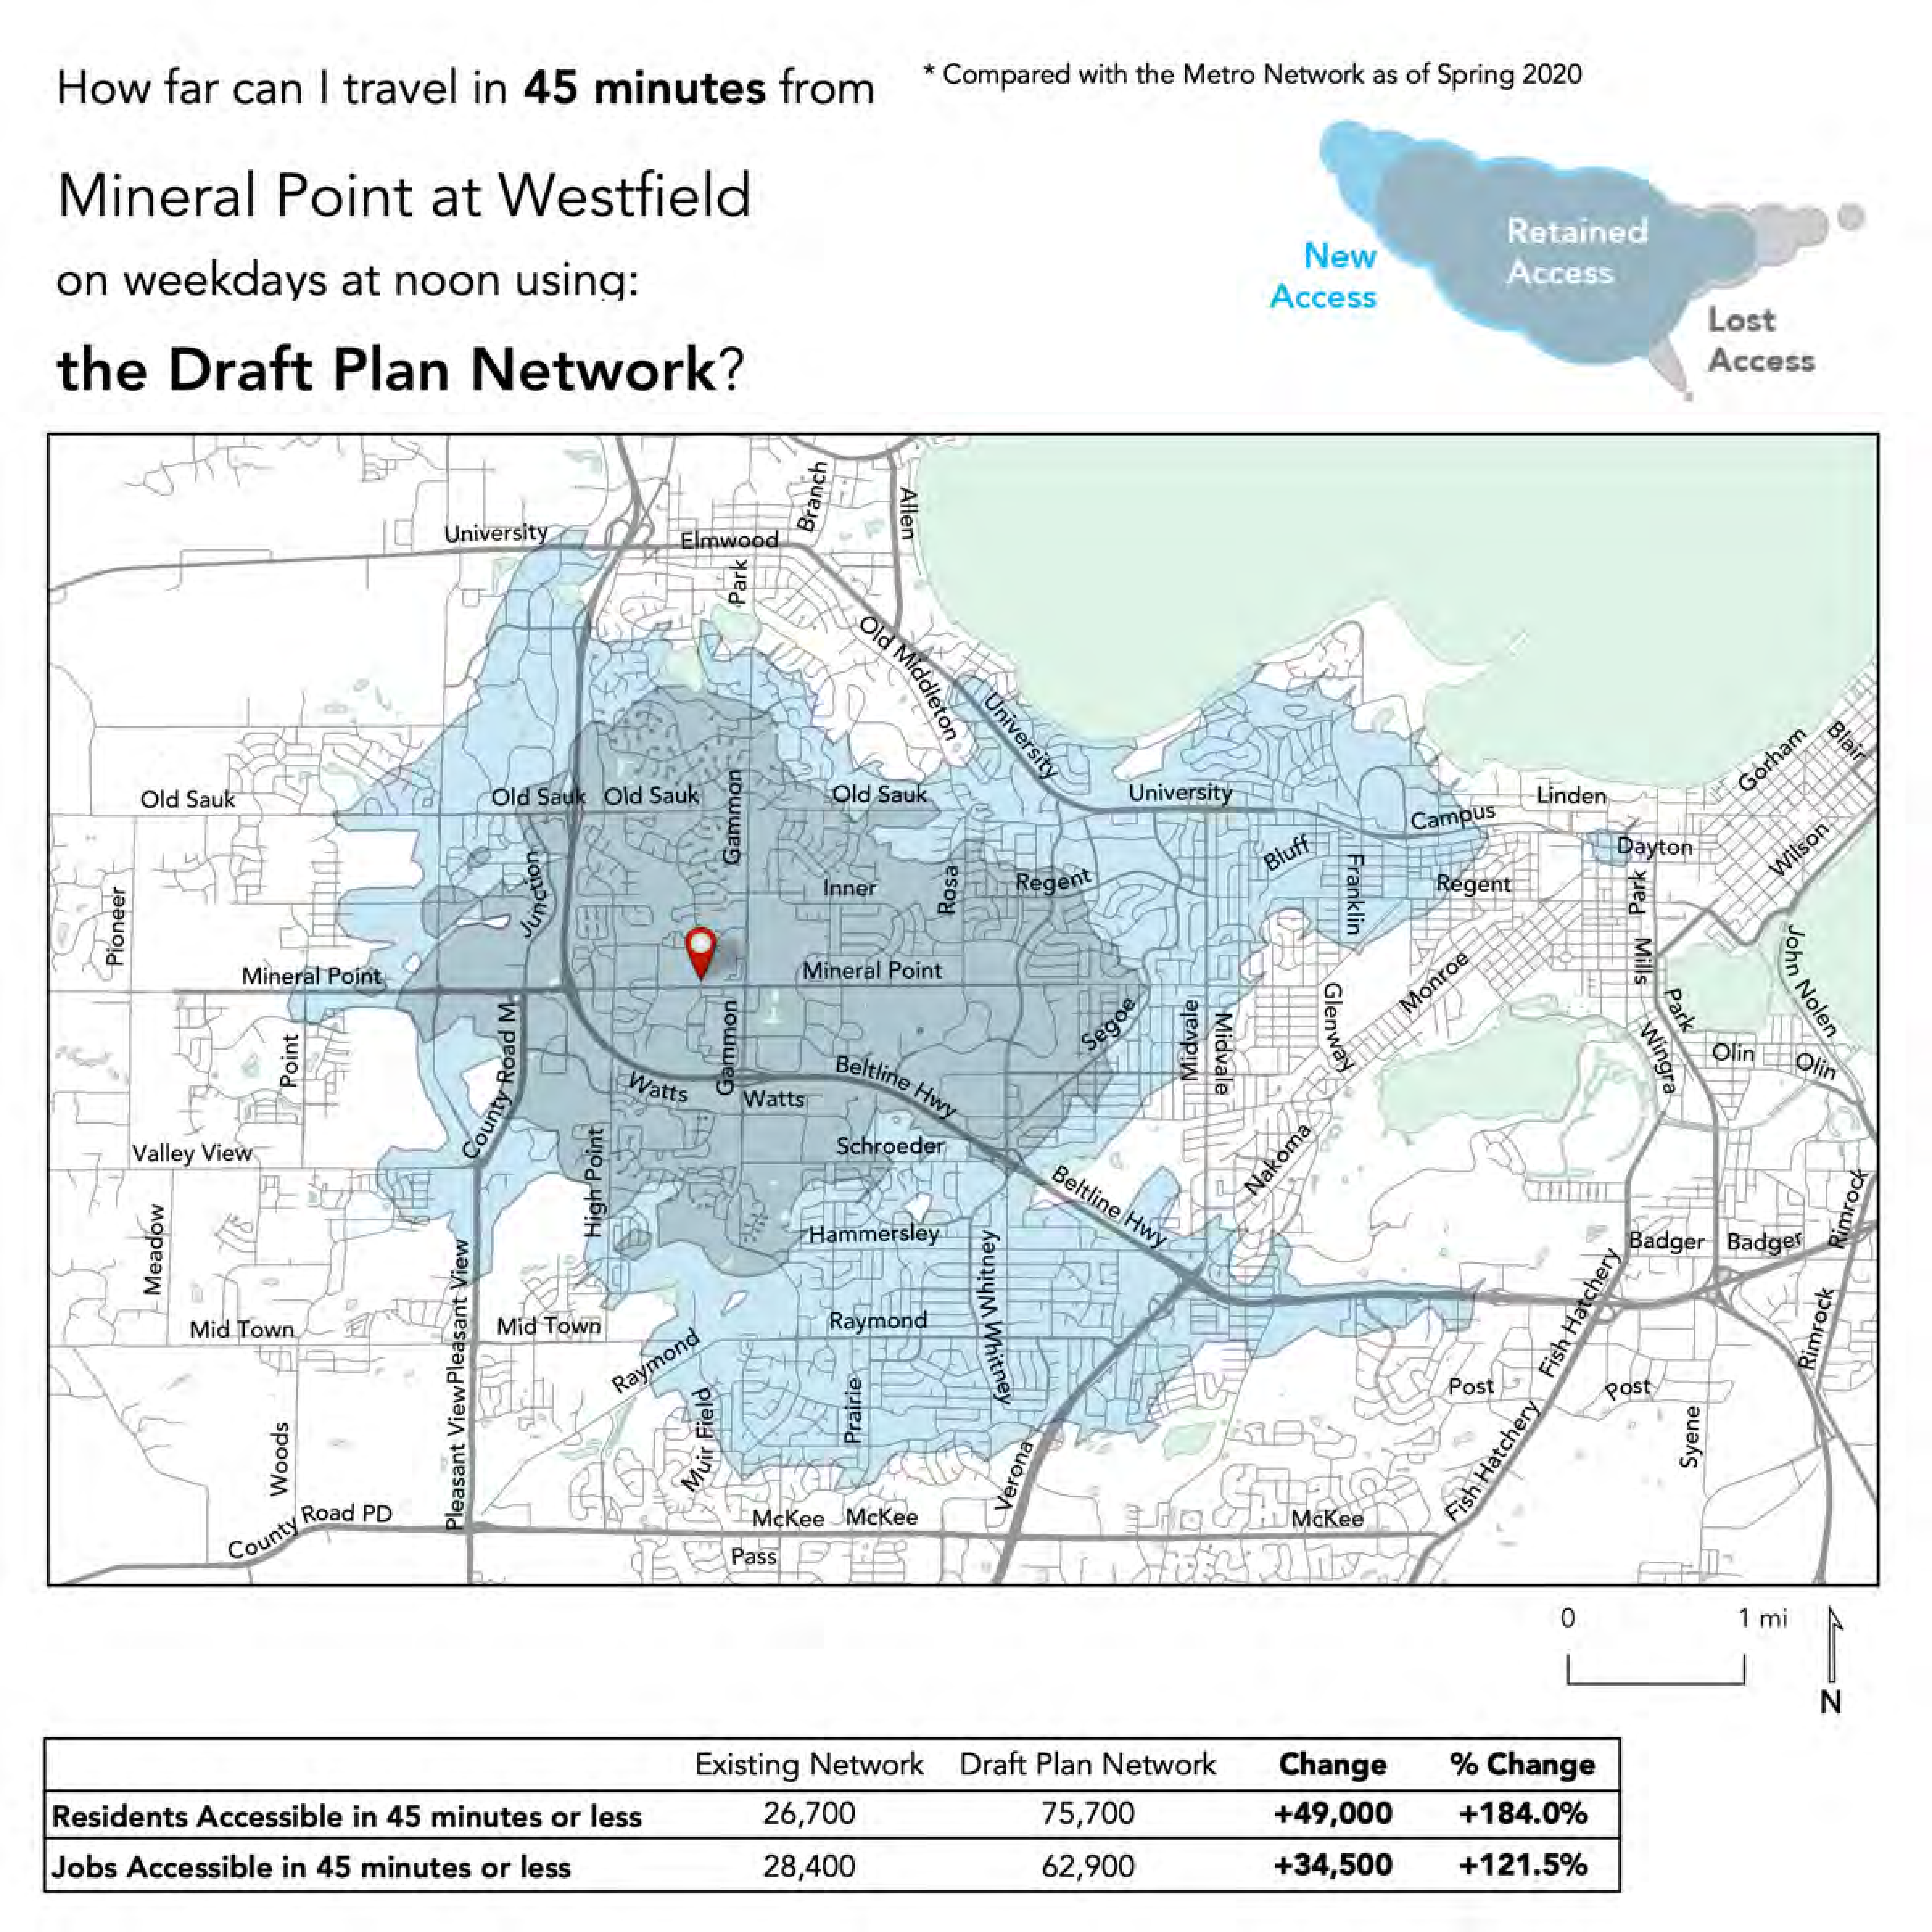 How far can I travel in 45 minutes from
* Compared with the Metro Network as of Spring 2020
Mineral Point at Westfield
on weekdays at noon using:
the Draft Plan Network?
New
Access
Retained
Access
Lost
Access
University
Elmwood
Branch
Allen
Park
Old Middleton
University
Old Sauk
Old Sauk
Old Sauk
Gammon
Old Sauk
University
Campus
Linden
Gorham
Blair
Wilson
Dayton
Pioneer
Junction
Inner
Rosa
Regent
Bluff
Franklin
Regent
Park
Mills
Mineral Point
Mineral Point
Monroe
John Nolen
Point
County Road M
Gammon
Watts
Watts
Beltline Hwy
Segoe
Midvale
Midvale
Glenway
Park
Wingra
Olin
Olin
Valley View
High Point
Schroeder
Nakoma
Beltline Hwy
Meadow
Hammersley
Whitney
Badger
Badger
Rimrock
Mid Town
Pleasant View
Mid Town
Raymond
Raymond
Whitney
Fish Hatchery
Rimrock
Woods
Pleasant View
Muir Field
Prairie
Verona
Post
Post
Fish Hatchery
Syene
County Road PD
McKee
McKee
McKee
Pass
0 1 mi
N
Existing Network Draft Plan Network Change % Change
Residents Accessible in 45 minutes or less 26,700 75,700 +49,000 +184.0%
Jobs Accessible in 45 minutes or less 28,400 62,900 +34,500 +121.5%